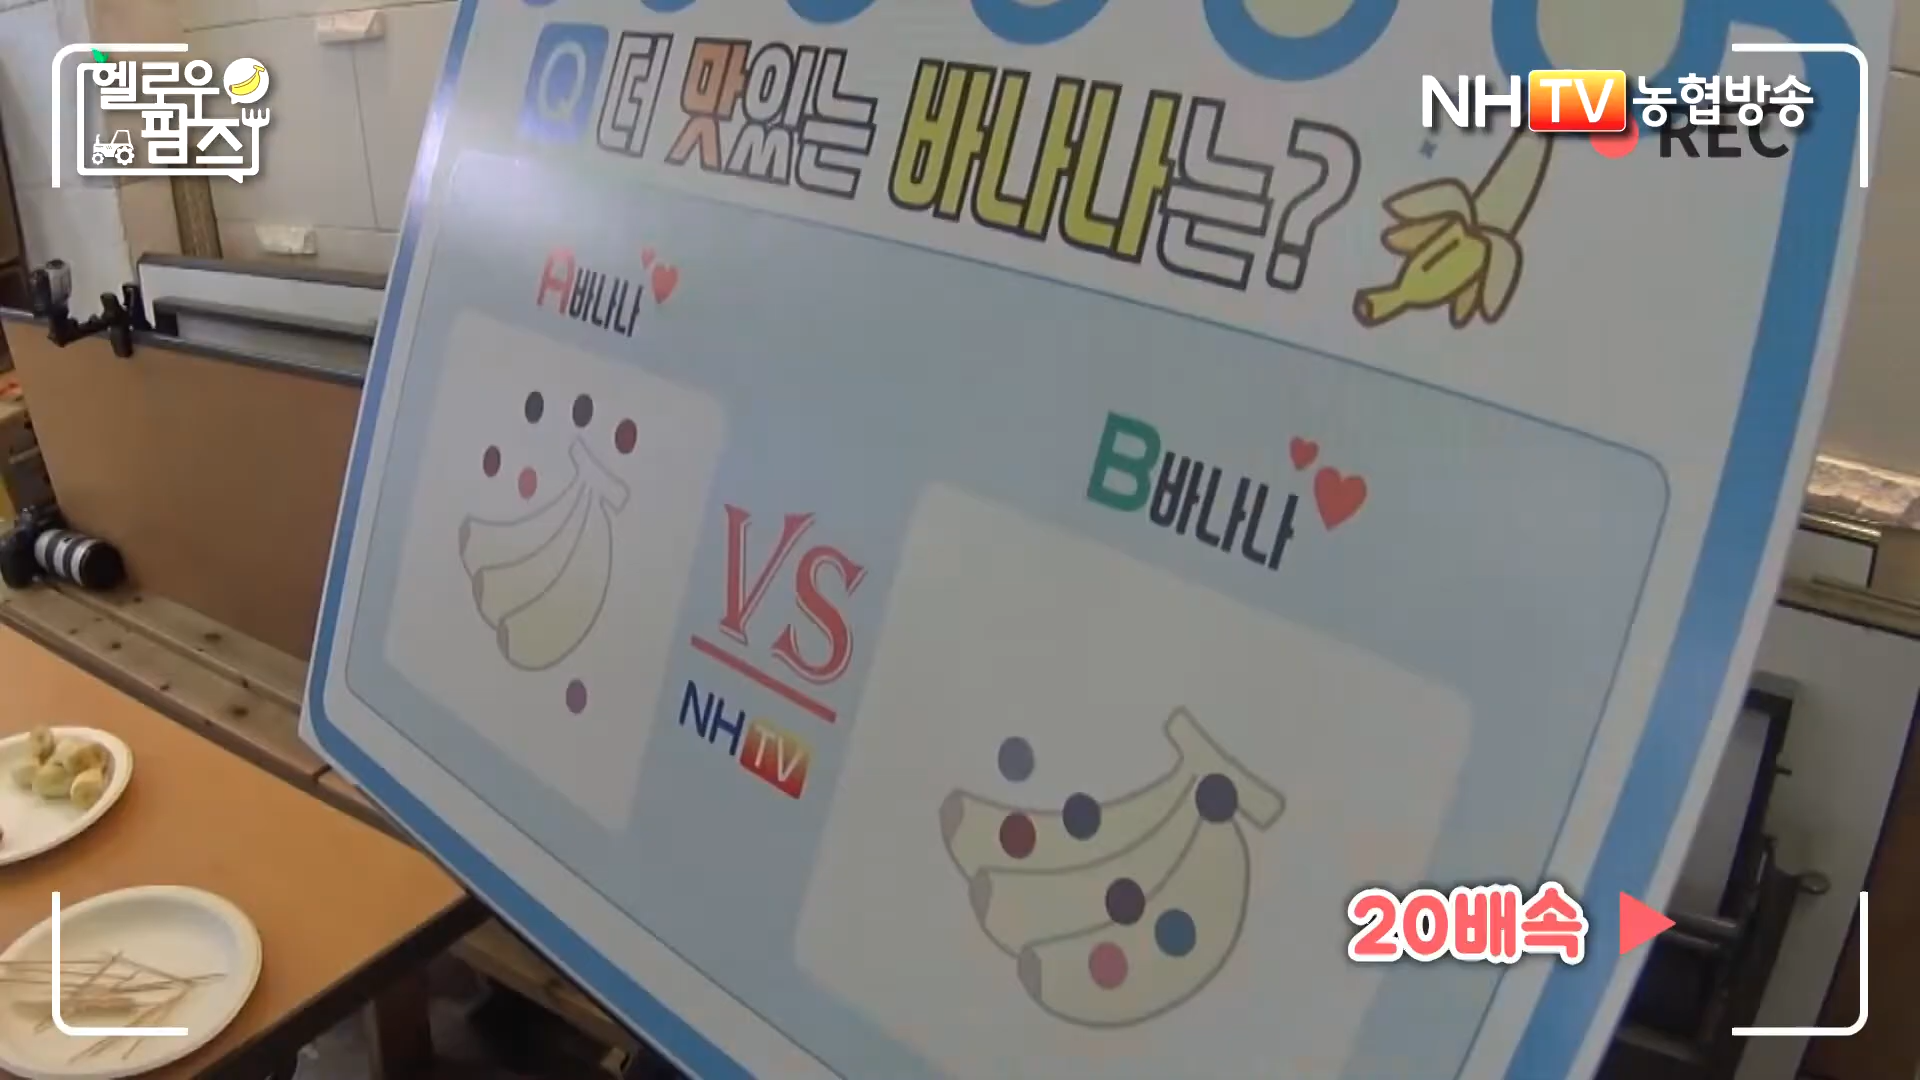 헬로우
팜즈
NH TV 농협방송
REC
Q 더 맛있는 바나나는?
A바나나
B바나나
VS
NH TV
20배속